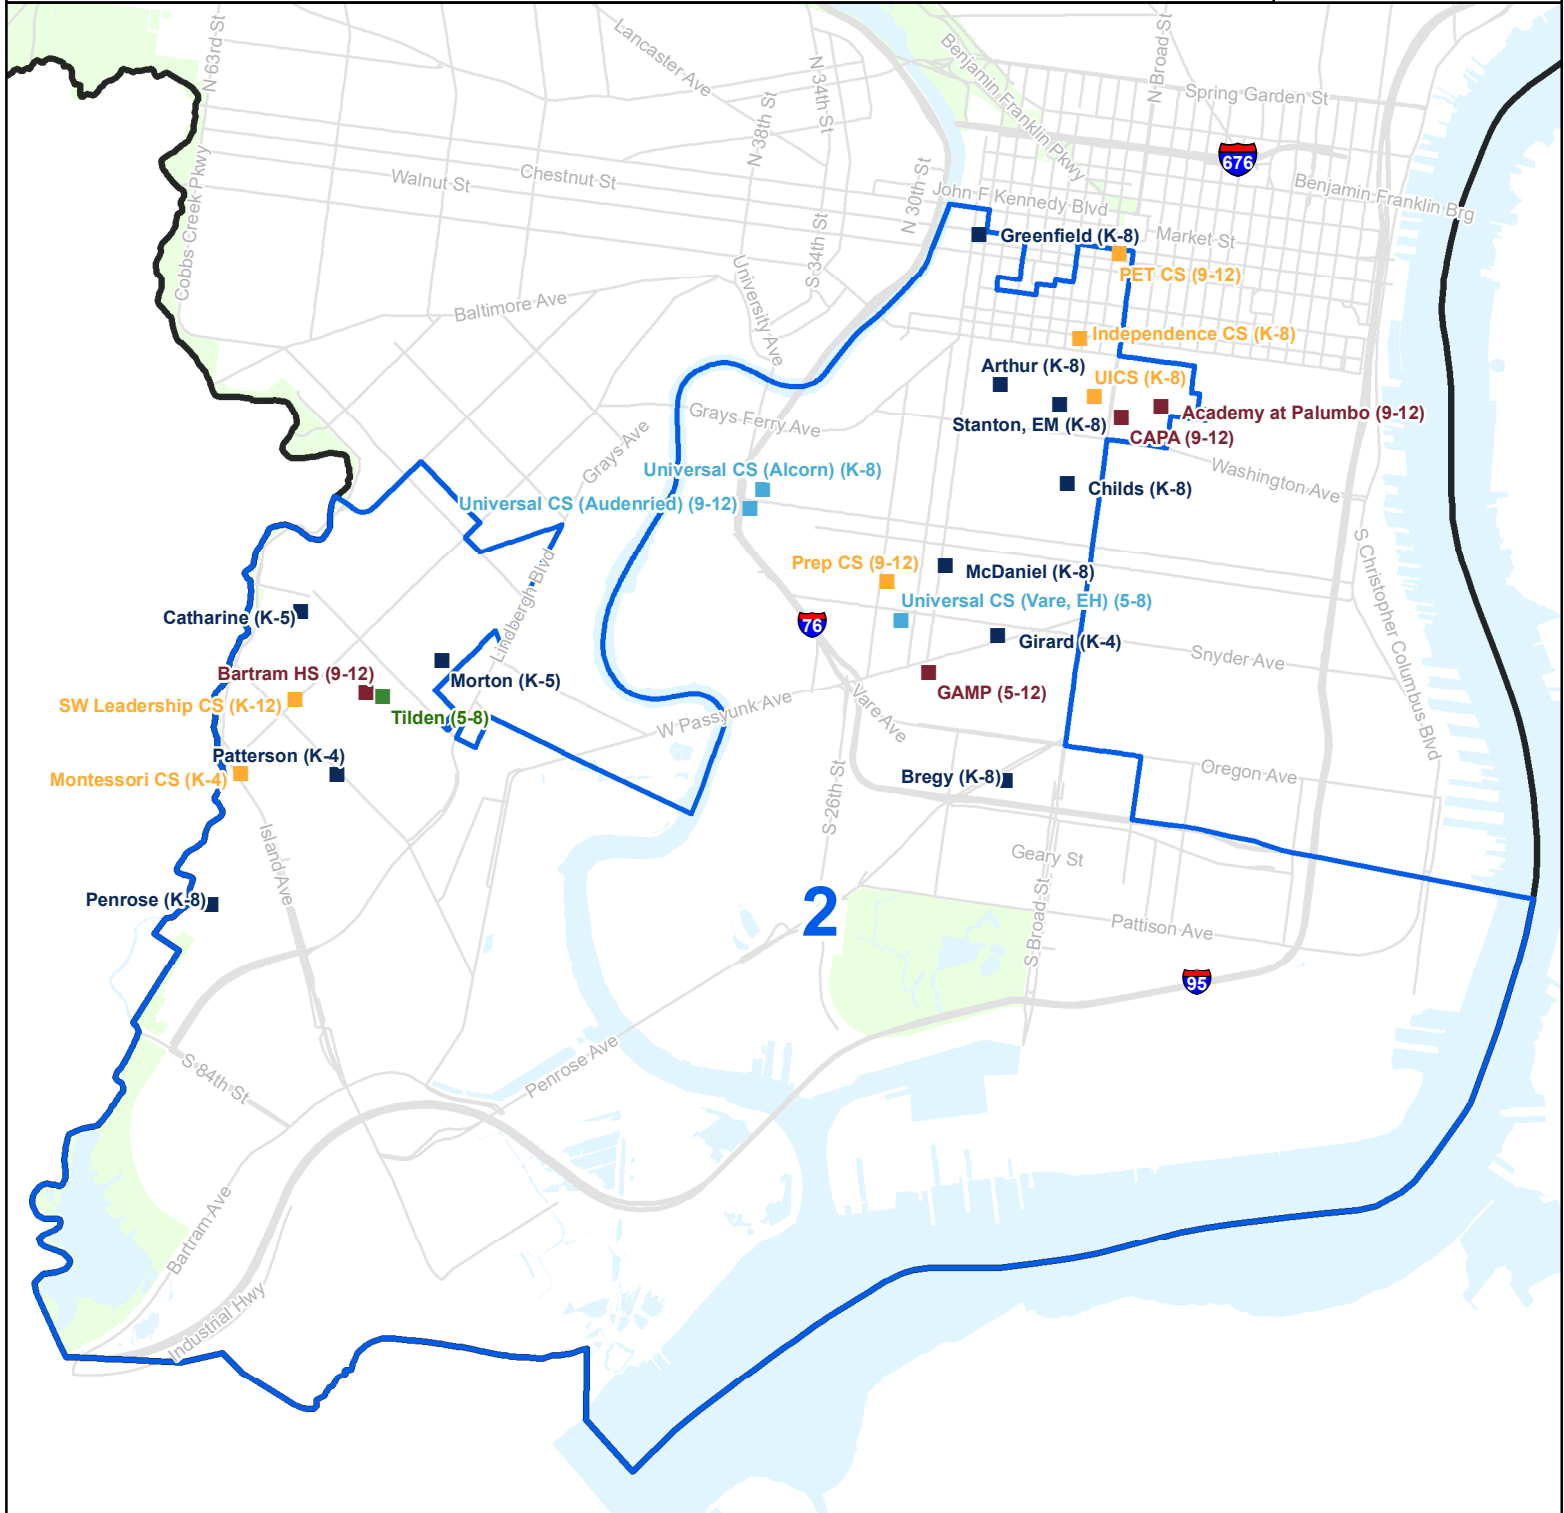 N 63rd St
Lancaster Ave
N 34th St
Benjamin Franklin Pkwy
N Broad St
Spring Garden St
N 38th St
676
Cobbs Creek Pkwy
Walnut St
Chestnut St
N 30th St
John F Kennedy Blvd
Benjamin Franklin Brg
Market St
Greenfield (K-8)
S 34th St
PET CS (9-12)
University Ave
Baltimore Ave
Independence CS (K-8)
Arthur (K-8)
UICS (K-8)
Grays Ferry Ave
Academy at Palumbo (9-12)
Stanton, EM (K-8)
CAPA (9-12)
Grays Ave
Universal CS (Alcorn) (K-8)
Washington Ave
Childs (K-8)
Universal CS (Audenried) (9-12)
Prep CS (9-12)
McDaniel (K-8)
Lindbergh Blvd
S Christopher Columbus Blvd
Universal CS (Vare, EH) (5-8)
Catharine (K-5)
76
Girard (K-4)
Snyder Ave
Bartram HS (9-12)
Morton (K-5)
GAMP (5-12)
SW Leadership CS (K-12)
Tilden (5-8)
W Passyunk Ave
Vare Ave
Patterson (K-4)
Montessori CS (K-4)
Bregy (K-8)
Oregon Ave
S 26th St
Island Ave
Geary St
Penrose (K-8)
2
S Broad St
Pattison Ave
95
S 84th St
Penrose Ave
Bartram Ave
Industrial Hwy